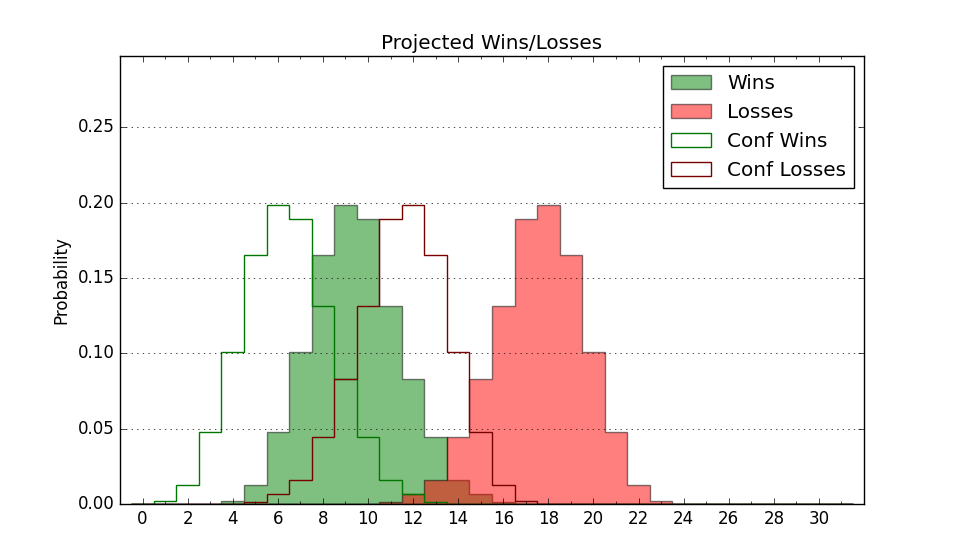 Projected Wins/Losses
Wins
Losses
Conf Wins
Conf Losses
Probability
0.25
0.20
0.15
0.10
0.05
0.00
0 2 4 6 8 10 12 14 16 18 20 22 24 26 28 30